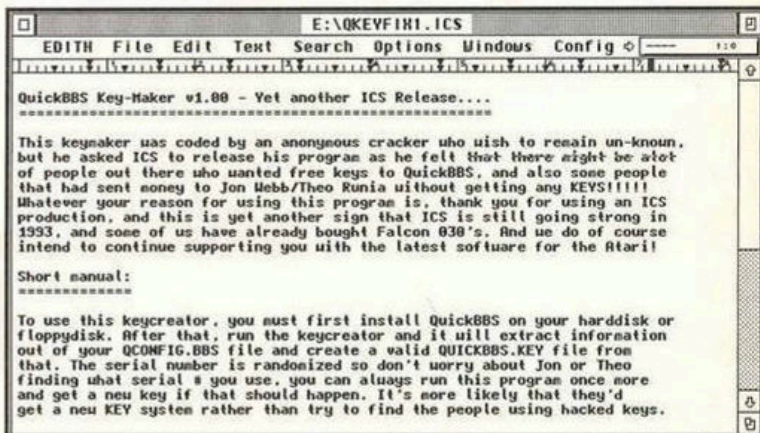 E:\QKEYFIX1.ICS
EDITH File Edit Text Search Options Windows Config ---- 1:0
QuickBBS Key-Maker v1.00 - Yet another ICS Release....
====================================================
This keymaker was coded by an anonymous cracker who wish to remain un-known,
but he asked ICS to release his program as he felt that there might be alot
of people out there who wanted free keys to QuickBBS, and also some people
that had sent money to Jon Webb/Theo Runia without getting any KEYS!!!!!
Whatever your reason for using this program is, thank you for using an ICS
production, and this is yet another sign that ICS is still going strong in
1993, and some of us have already bought Falcon 030's. And we do of course
intend to continue supporting you with the latest software for the Atari!
Short manual:
=============
To use this keycreator, you must first install QuickBBS on your harddisk or
floppydisk. After that, run the keycreator and it will extract information
out of your QCONFIG.BBS file and create a valid QUICKBBS.KEY file from
that. The serial number is randomized so don't worry about Jon or Theo
finding what serial # you use, you can always run this program once more
and get a new key if that should happen. It's more likely that they'd
get a new KEY system rather than try to find the people using hacked keys.